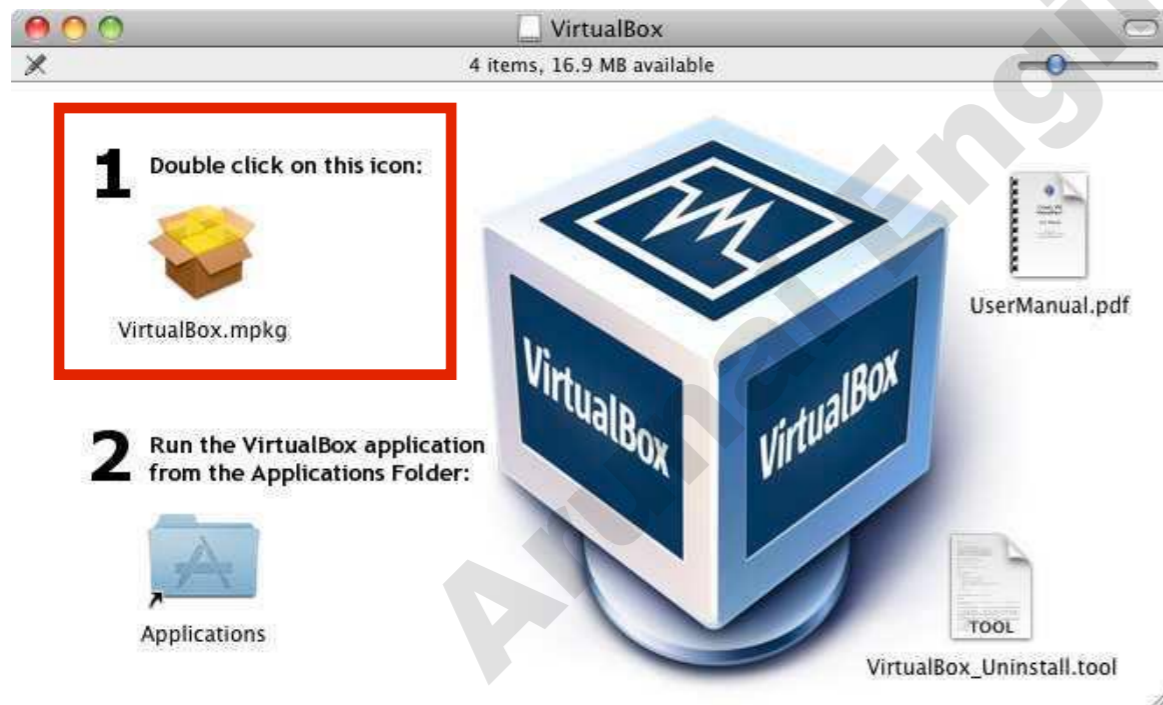 VirtualBox
4 items, 16.9 MB available
1 Double click on this icon:
VirtualBox.mpkg
2 Run the VirtualBox application
from the Applications Folder:
Applications
VirtualBox
VirtualBox
UserManual.pdf
TOOL
VirtualBox_Uninstall.tool